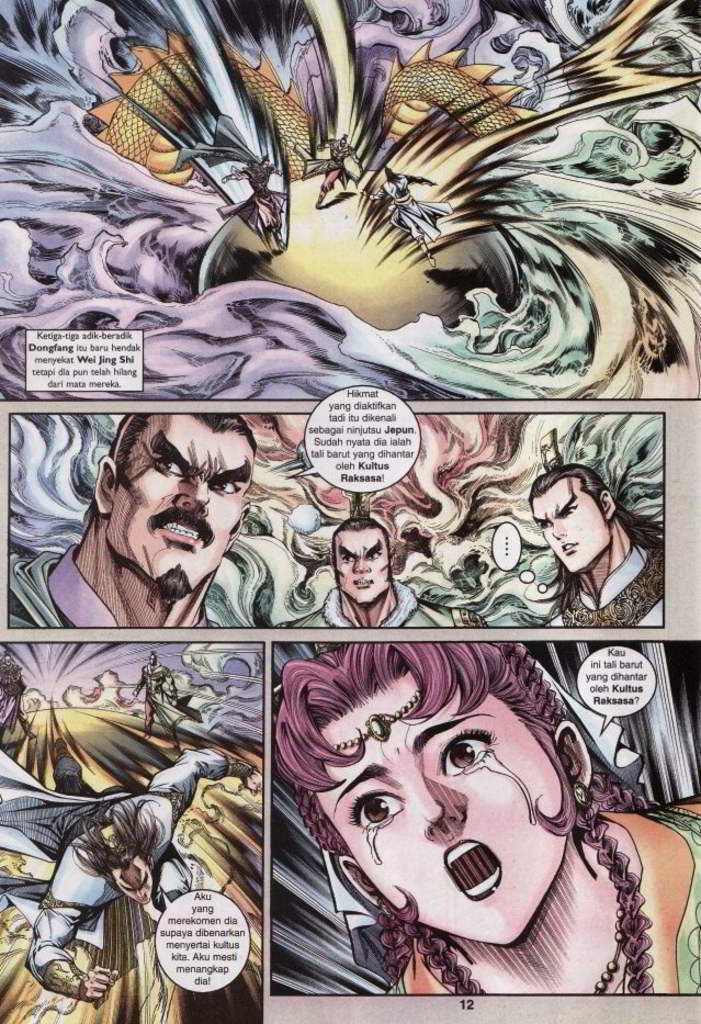 Ketiga-tiga adik-beradik
Dongfang itu baru hendak
menyekat Wei Jing Shi
tetapi dia pun telah hilang
dari mata mereka.
Hikmat
yang diaktifkan
tadi itu dikenali
sebagai ninjutsu Jepun.
Sudah nyata dia ialah
tali barut yang dihantar
oleh Kultus
Raksasa!
...
Kau
ini tali barut
yang dihantar
oleh Kultus
Raksasa?
Aku
yang
merekomen dia
supaya dibenarkan
menyertai kultus
kita. Aku mesti
menangkap
dia!
12